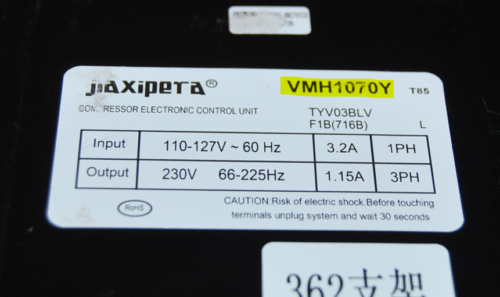 jiaxipera®
VMH1070Y
T85
COMPRESSOR ELECTRONIC CONTROL UNIT
TYV03BLV
F1B(716B) L
Input 110-127V ~ 60 Hz 3.2A 1PH
Output 230V 66-225Hz 1.15A 3PH
RoHS
CAUTION:Risk of electric shock.Before touching
terminals unplug system and wait 30 seconds
362支架